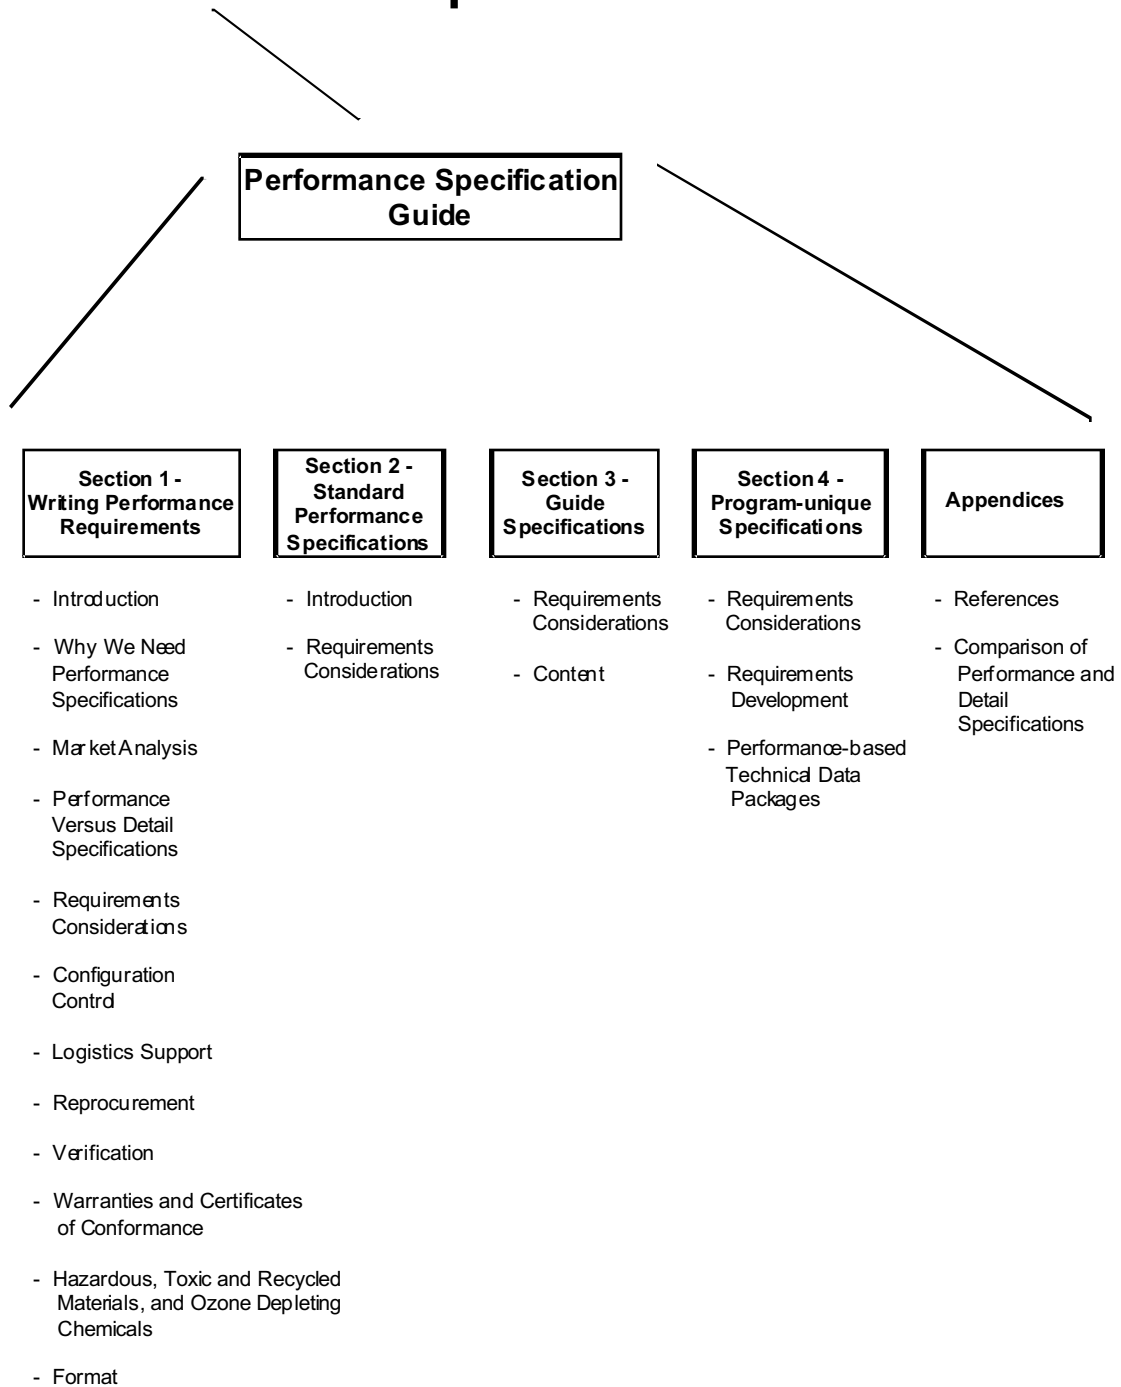 Performance Specification
Guide
Section 1 -
Writing Performance
Requirements
- Introduction
- Why We Need
Performance
Specifications
- Market Analysis
- Performance
Versus Detail
Specifications
- Requirements
Considerations
- Configuration
Control
- Logistics Support
- Reprocurement
- Verification
- Warranties and Certificates
of Conformance
- Hazardous, Toxic and Recycled
Materials, and Ozone Depleting
Chemicals
- Format
Section 2 -
Standard
Performance
Specifications
- Introduction
- Requirements
Considerations
Section 3 -
Guide
Specifications
- Requirements
Considerations
- Content
Section 4 -
Program-unique
Specifications
- Requirements
Considerations
- Requirements
Development
- Performance-based
Technical Data
Packages
Appendices
- References
- Comparison of
Performance and
Detail
Specifications